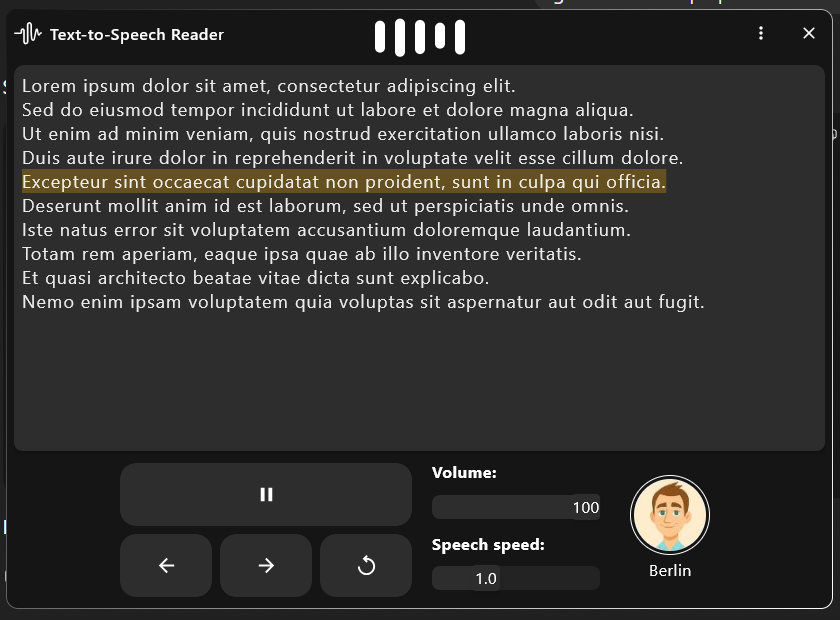 Text-to-Speech Reader
Lorem ipsum dolor sit amet, consectetur adipiscing elit.
Sed do eiusmod tempor incididunt ut labore et dolore magna aliqua.
Ut enim ad minim veniam, quis nostrud exercitation ullamco laboris nisi.
Duis aute irure dolor in reprehenderit in voluptate velit esse cillum dolore.
Excepteur sint occaecat cupidatat non proident, sunt in culpa qui officia.
Deserunt mollit anim id est laborum, sed ut perspiciatis unde omnis.
Iste natus error sit voluptatem accusantium doloremque laudantium.
Totam rem aperiam, eaque ipsa quae ab illo inventore veritatis.
Et quasi architecto beatae vitae dicta sunt explicabo.
Nemo enim ipsam voluptatem quia voluptas sit aspernatur aut odit aut fugit.
Volume:
100
Speech speed:
1.0
Berlin